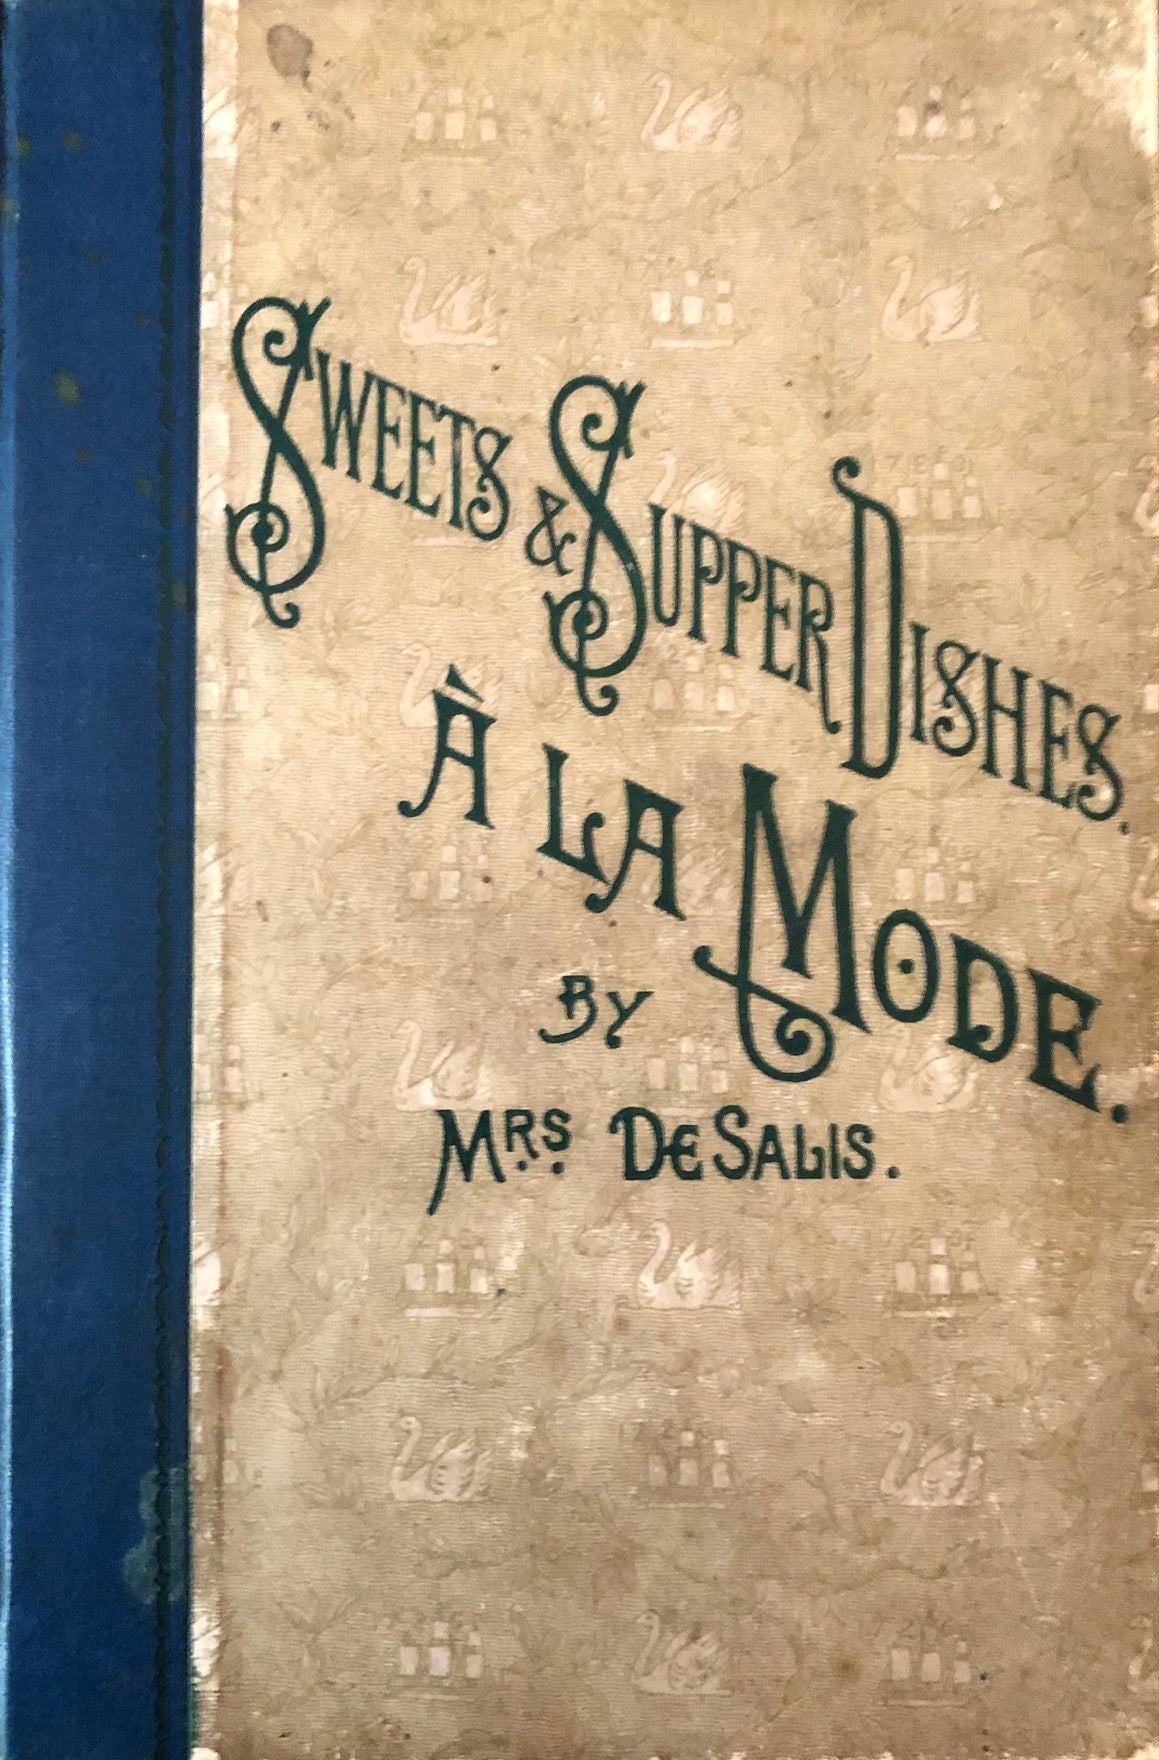 SWEETS & SUPPER DISHES.
À LA MODE.
BY
MRS. DE SALIS.